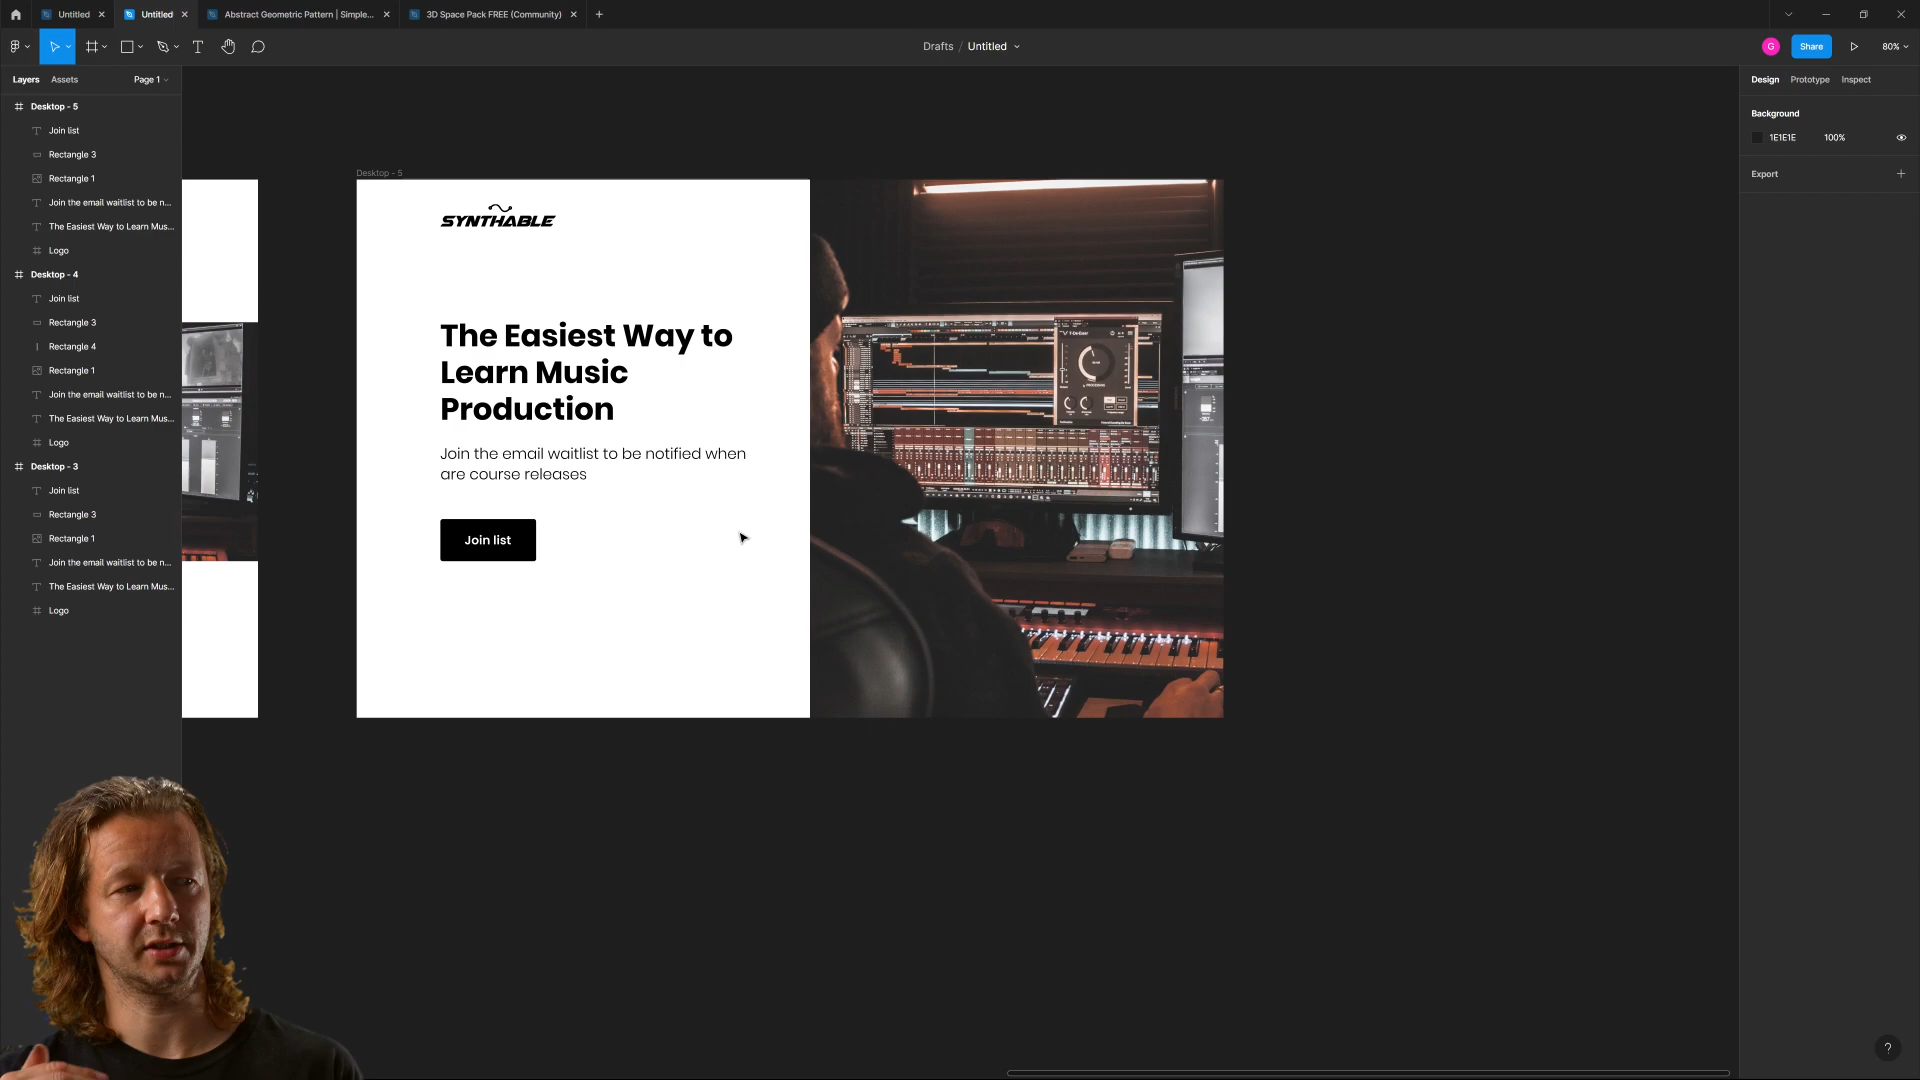 Untitled
Untitled
Abstract Geometric Pattern | Simple...
3D Space Pack FREE (Community)
Drafts / Untitled
G
Share
80%
Layers
Assets
Page 1
Design
Prototype
Inspect
Desktop - 5
Join list
Rectangle 3
Rectangle 1
Join the email waitlist to be n...
The Easiest Way to Learn Mus...
Logo
Desktop - 4
Join list
Rectangle 3
Rectangle 4
Rectangle 1
Join the email waitlist to be n...
The Easiest Way to Learn Mus...
Logo
Desktop - 3
Join list
Rectangle 3
Rectangle 1
Join the email waitlist to be n...
The Easiest Way to Learn Mus...
Logo
Desktop - 5
SYNTHABLE
The Easiest Way to
Learn Music
Production
Join the email waitlist to be notified when
are course releases
Join list
Background
1E1E1E
100%
Export
?